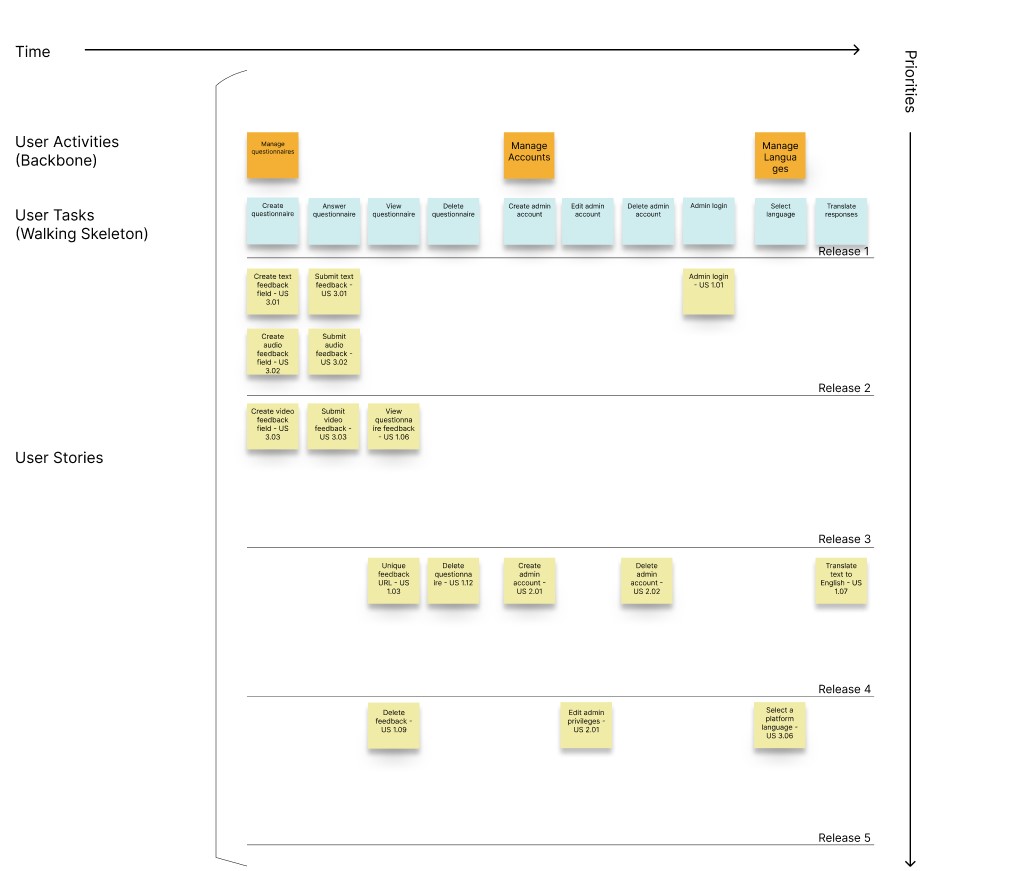 Time
Priorities
User Activities
(Backbone)
Manage
questionnaires
Manage
Accounts
Manage
Langua
ges
User Tasks
(Walking Skeleton)
Create
questionnaire
Answer
questionnaire
View
questionnaire
Delete
questionnaire
Create admin
account
Edit admin
account
Delete admin
account
Admin login
Select
language
Translate
responses
Release 1
Create text
feedback
field - US
3.01
Submit text
feedback -
US 3.01
Admin login
- US 1.01
Create
audio
feedback
field - US
3.02
Submit
audio
feedback -
US 3.02
Release 2
Create video
feedback
field - US
3.03
Submit
video
feedback -
US 3.03
View
questionna
ire feedback
- US 1.06
User Stories
Release 3
Unique
feedback
URL - US
1.03
Delete
questionna
ire - US 1.12
Create
admin
account -
US 2.01
Delete
admin
account -
US 2.02
Translate
text to
English - US
1.07
Release 4
Delete
feedback -
US 1.09
Edit admin
privileges -
US 2.01
Select a
platform
language -
US 3.06
Release 5